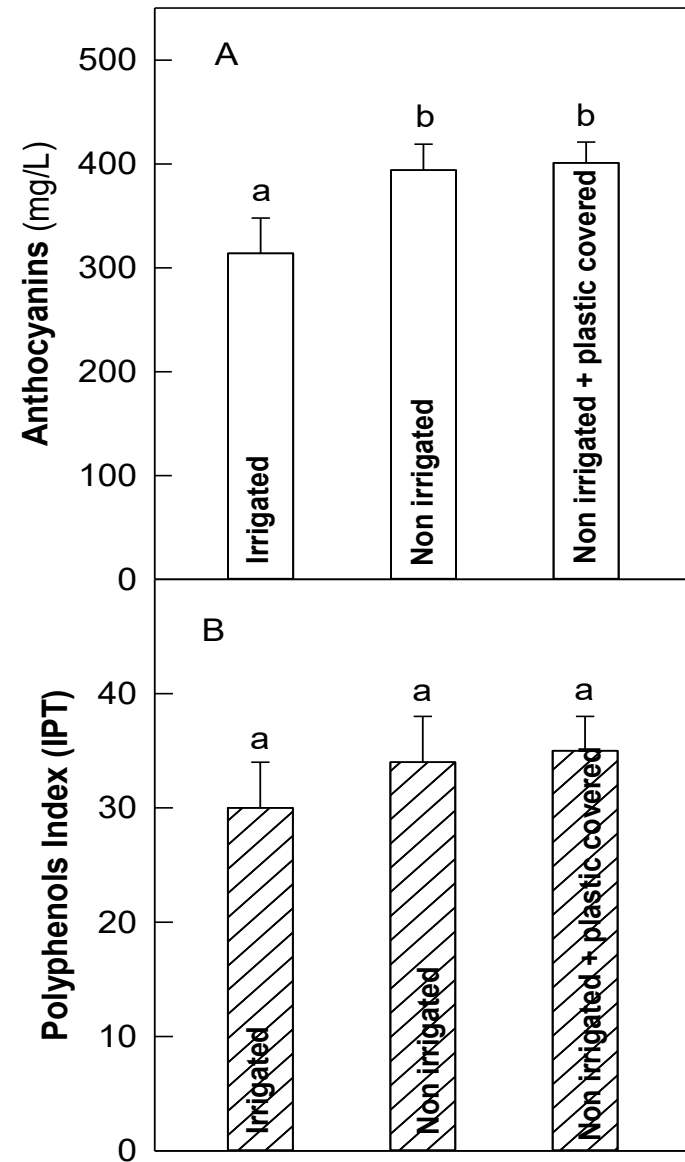 A
Anthocyanins (mg/L)
500
400
300
200
100
0
a
b
b
Irrigated
Non irrigated
Non irrigated + plastic covered
B
Polyphenols Index (IPT)
40
30
20
10
0
a
a
a
Irrigated
Non irrigated
Non irrigated + plastic covered